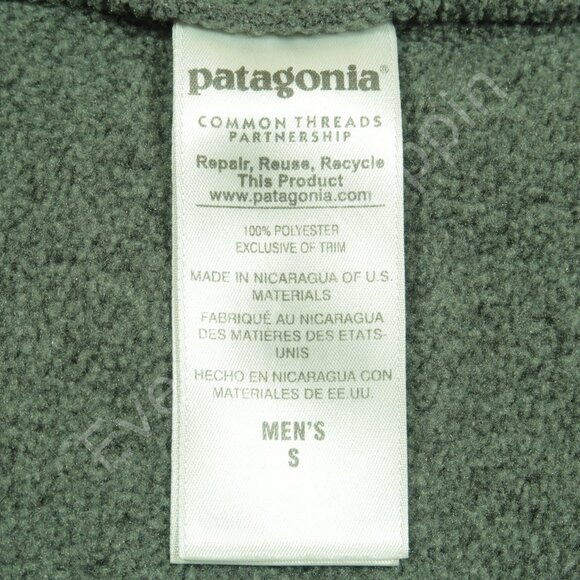 patagonia®
COMMON THREADS
PARTNERSHIP
Repair, Reuse, Recycle
This Product
www.patagonia.com
100% POLYESTER
EXCLUSIVE OF TRIM
MADE IN NICARAGUA OF U.S.
MATERIALS
FABRIQUÉ AU NICARAGUA
DES MATIÈRES DES ETATS-
UNIS
HECHO EN NICARAGUA CON
MATERIALES DE EE.UU.
MEN'S
S